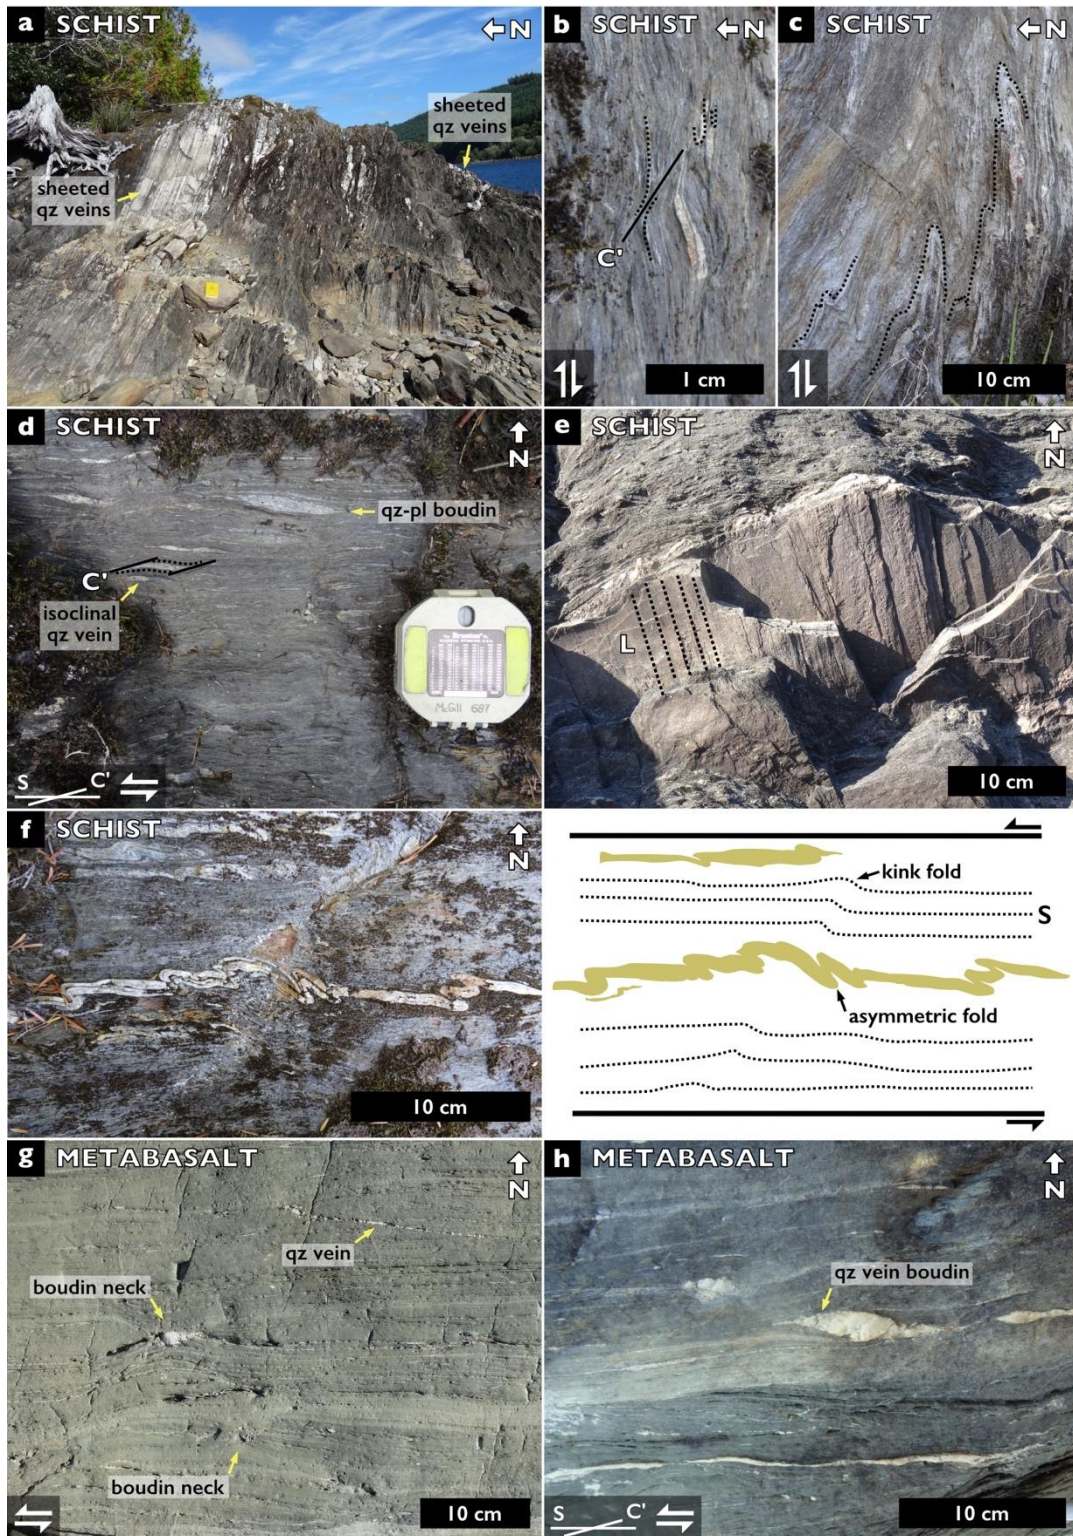 a SCHIST
←N
sheeted
qz veins
sheeted
qz veins
b SCHIST
←N
C'
1 cm
c SCHIST
←N
10 cm
d SCHIST
↑
N
qz-pl boudin
C'
isoclinal
qz vein
McGill 687
S C'
e SCHIST
↑
N
L
10 cm
f SCHIST
↑
N
10 cm
kink fold
S
asymmetric fold
g METABASALT
↑
N
qz vein
boudin neck
boudin neck
10 cm
h METABASALT
↑
N
qz vein boudin
S C'
10 cm